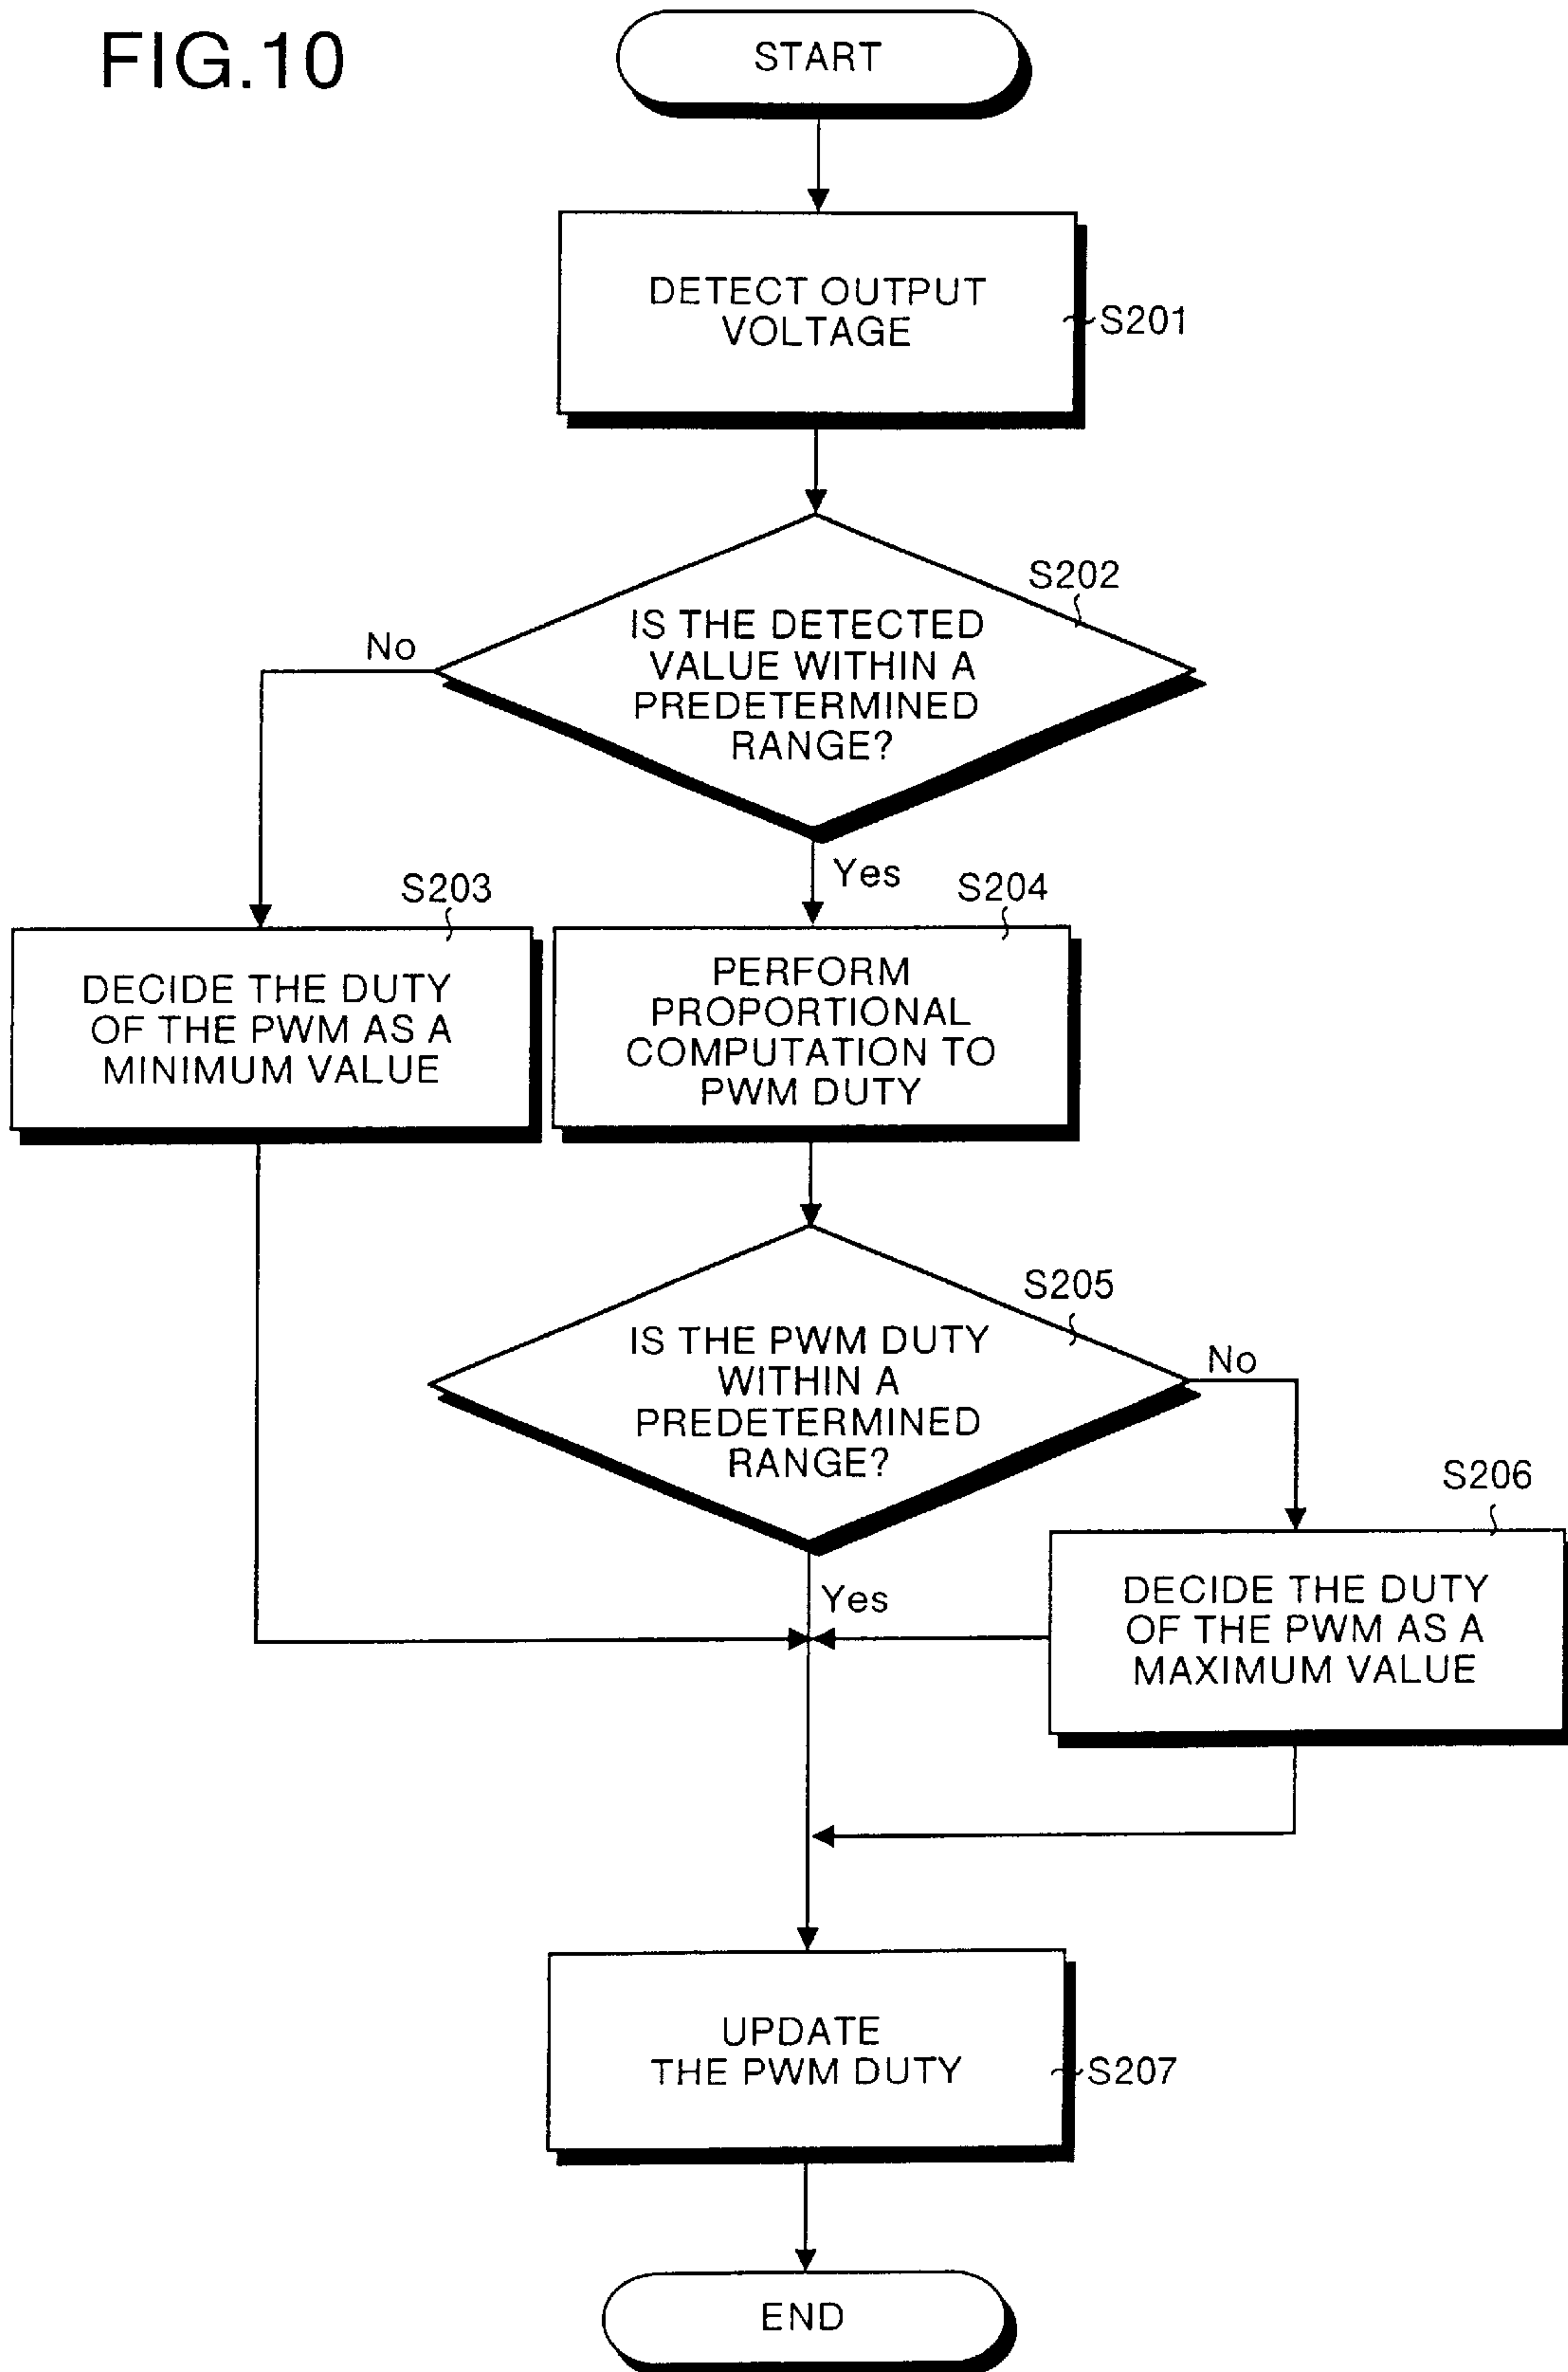 FIG.10
START
DETECT OUTPUT
VOLTAGE
S201
S202
IS THE DETECTED
VALUE WITHIN A
PREDETERMINED
RANGE?
No
Yes
S203
DECIDE THE DUTY
OF THE PWM AS A
MINIMUM VALUE
S204
PERFORM
PROPORTIONAL
COMPUTATION TO
PWM DUTY
S205
IS THE PWM DUTY
WITHIN A
PREDETERMINED
RANGE?
No
Yes
S206
DECIDE THE DUTY
OF THE PWM AS A
MAXIMUM VALUE
UPDATE
THE PWM DUTY
S207
END